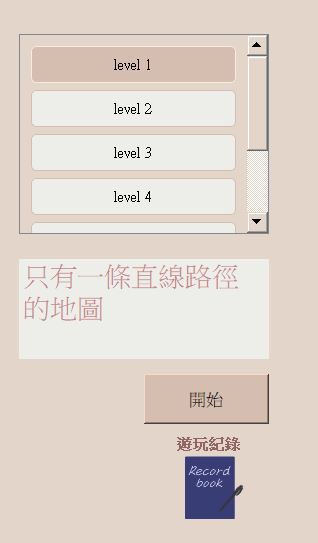 level 1
level 2
level 3
level 4
只有一條直線路徑
的地圖
開始
遊玩紀錄
Record
book